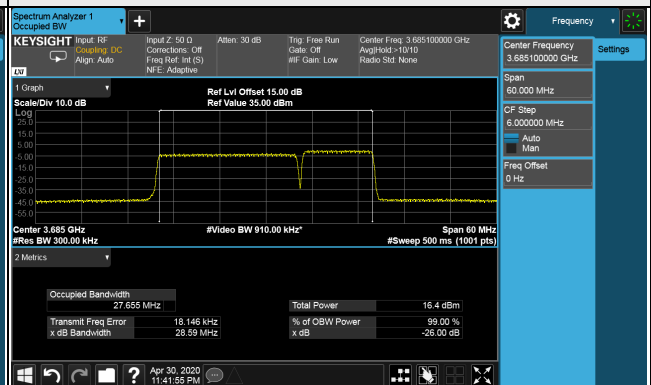 Spectrum Analyzer 1
Occupied BW
Frequency
KEYSIGHT
Input: RF
Coupling: DC
Align: Auto
Input Z: 50 Ω
Corrections: Off
Freq Ref: Int (S)
NFE: Adaptive
Atten: 30 dB
Trig: Free Run
Gate: Off
#IF Gain: Low
Center Freq: 3.685100000 GHz
Avg|Hold:>10/10
Radio Std: None
LXI
Center Frequency
3.685100000 GHz
Settings
Span
60.000 MHz
CF Step
6.000000 MHz
Auto
Man
Freq Offset
0 Hz
1 Graph
Scale/Div 10.0 dB
Ref Lvl Offset 15.00 dB
Ref Value 35.00 dBm
Log
25.0
15.0
5.00
-5.00
-15.0
-25.0
-35.0
-45.0
-55.0
Center 3.685 GHz
#Res BW 300.00 kHz
#Video BW 910.00 kHz*
Span 60 MHz
#Sweep 500 ms (1001 pts)
2 Metrics
Occupied Bandwidth
27.655 MHz
Total Power
16.4 dBm
Transmit Freq Error
18.146 kHz
% of OBW Power
99.00 %
x dB Bandwidth
28.59 MHz
x dB
-26.00 dB
?
Apr 30, 2020
11:41:55 PM